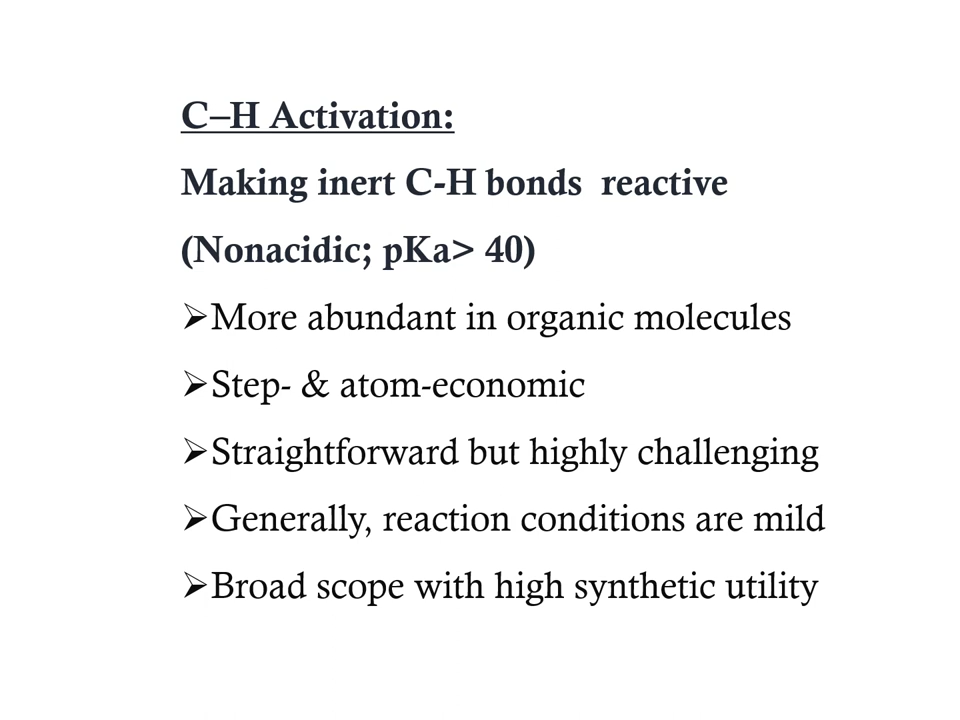 C–H Activation:
Making inert C-H bonds  reactive
(Nonacidic; pKa> 40)
➢More abundant in organic molecules
➢Step- & atom-economic
➢Straightforward but highly challenging
➢Generally, reaction conditions are mild
➢Broad scope with high synthetic utility